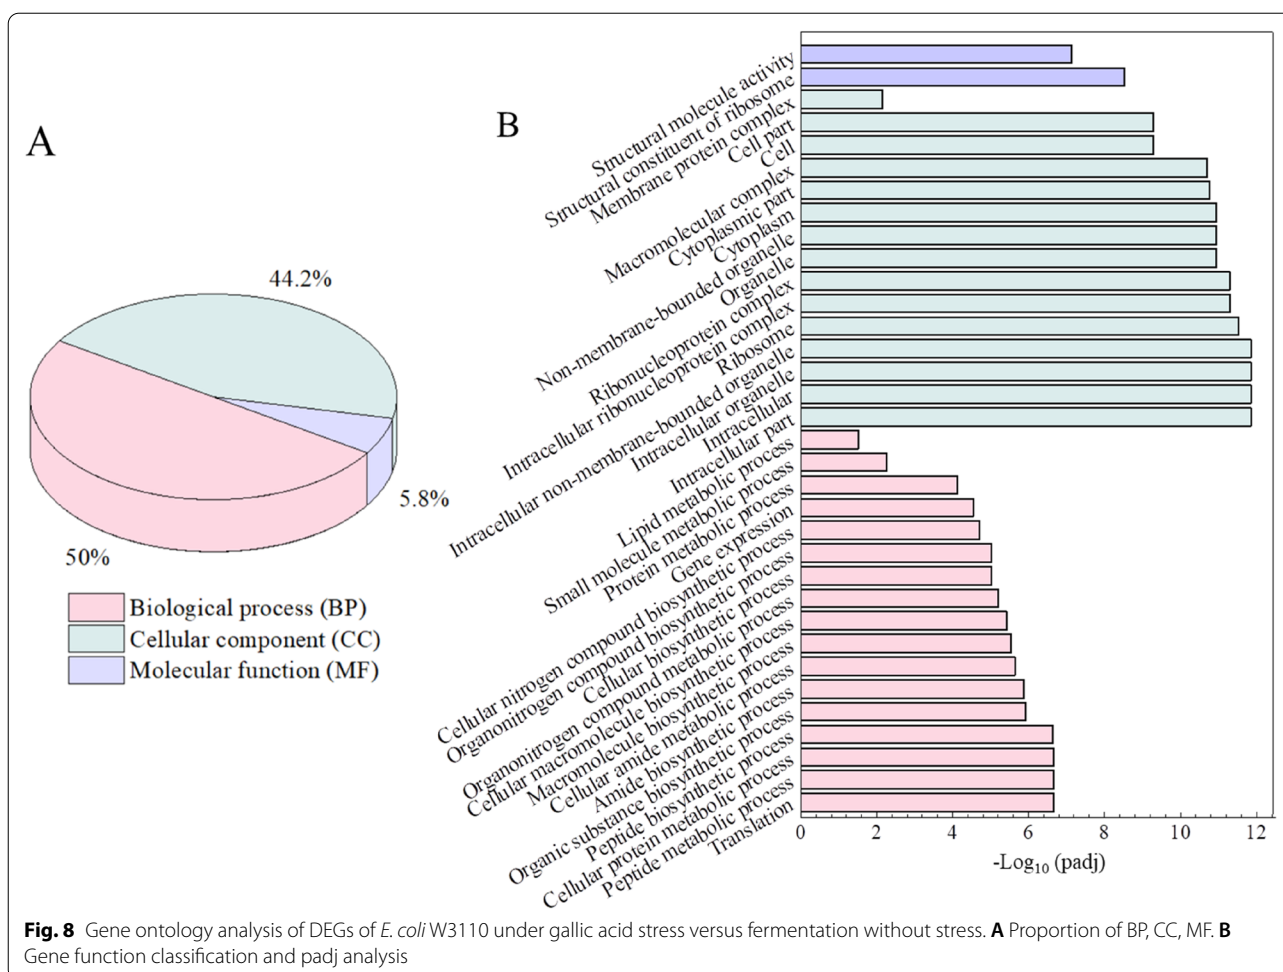 A
44.2%
5.8%
50%
Biological process (BP)
Cellular component (CC)
Molecular function (MF)
B
Structural molecule activity
Structural constituent of ribosome
Membrane protein complex
Cell part
Cell
Macromolecular complex
Cytoplasmic part
Cytoplasm
Non-membrane-bounded organelle
Organelle
Ribonucleoprotein complex
Intracellular ribonucleoprotein complex
Ribosome
Intracellular non-membrane-bounded organelle
Intracellular organelle
Intracellular
Intracellular part
Lipid metabolic process
Small molecule metabolic process
Protein metabolic process
Gene expression
Cellular nitrogen compound biosynthetic process
Organonitrogen compound biosynthetic process
Cellular biosynthetic process
Organonitrogen compound metabolic process
Cellular macromolecule biosynthetic process
Macromolecule biosynthetic process
Cellular amide metabolic process
Amide biosynthetic process
Organic substance biosynthetic process
Peptide biosynthetic process
Cellular protein metabolic process
Peptide metabolic process
Translation
0 2 4 6 8 10 12
-Log10 (padj)
Fig. 8 Gene ontology analysis of DEGs of E. coli W3110 under gallic acid stress versus fermentation without stress. A Proportion of BP, CC, MF. B
Gene function classification and padj analysis